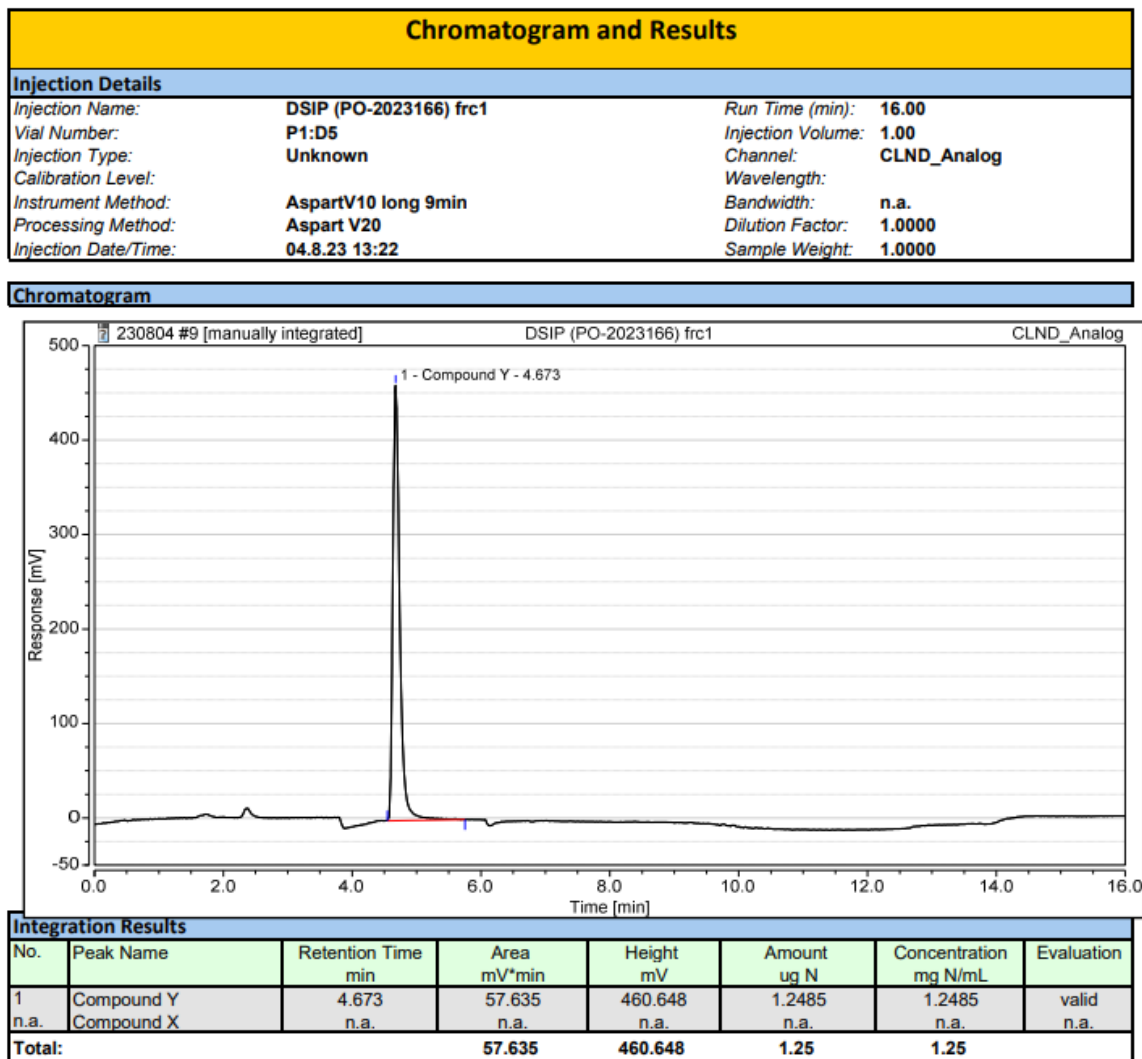 Chromatogram and Results
Injection Details
Injection Name: DSIP (PO-2023166) frc1 Run Time (min): 16.00
Vial Number: P1:D5 Injection Volume: 1.00
Injection Type: Unknown Channel: CLND_Analog
Calibration Level: Wavelength:
Instrument Method: AspartV10 long 9min Bandwidth: n.a.
Processing Method: Aspart V20 Dilution Factor: 1.0000
Injection Date/Time: 04.8.23 13:22 Sample Weight: 1.0000
Chromatogram
230804 #9 [manually integrated] DSIP (PO-2023166) frc1 CLND_Analog
500
1 - Compound Y - 4.673
400
300
Response [mV]
200
100
0
-50
0.0 2.0 4.0 6.0 8.0 10.0 12.0 14.0 16.0
Time [min]
Integration Results
No. Peak Name Retention Time Area Height Amount Concentration Evaluation
min mV*min mV ug N mg N/mL
1 Compound Y 4.673 57.635 460.648 1.2485 1.2485 valid
n.a. Compound X n.a. n.a. n.a. n.a. n.a. n.a.
Total: 57.635 460.648 1.25 1.25